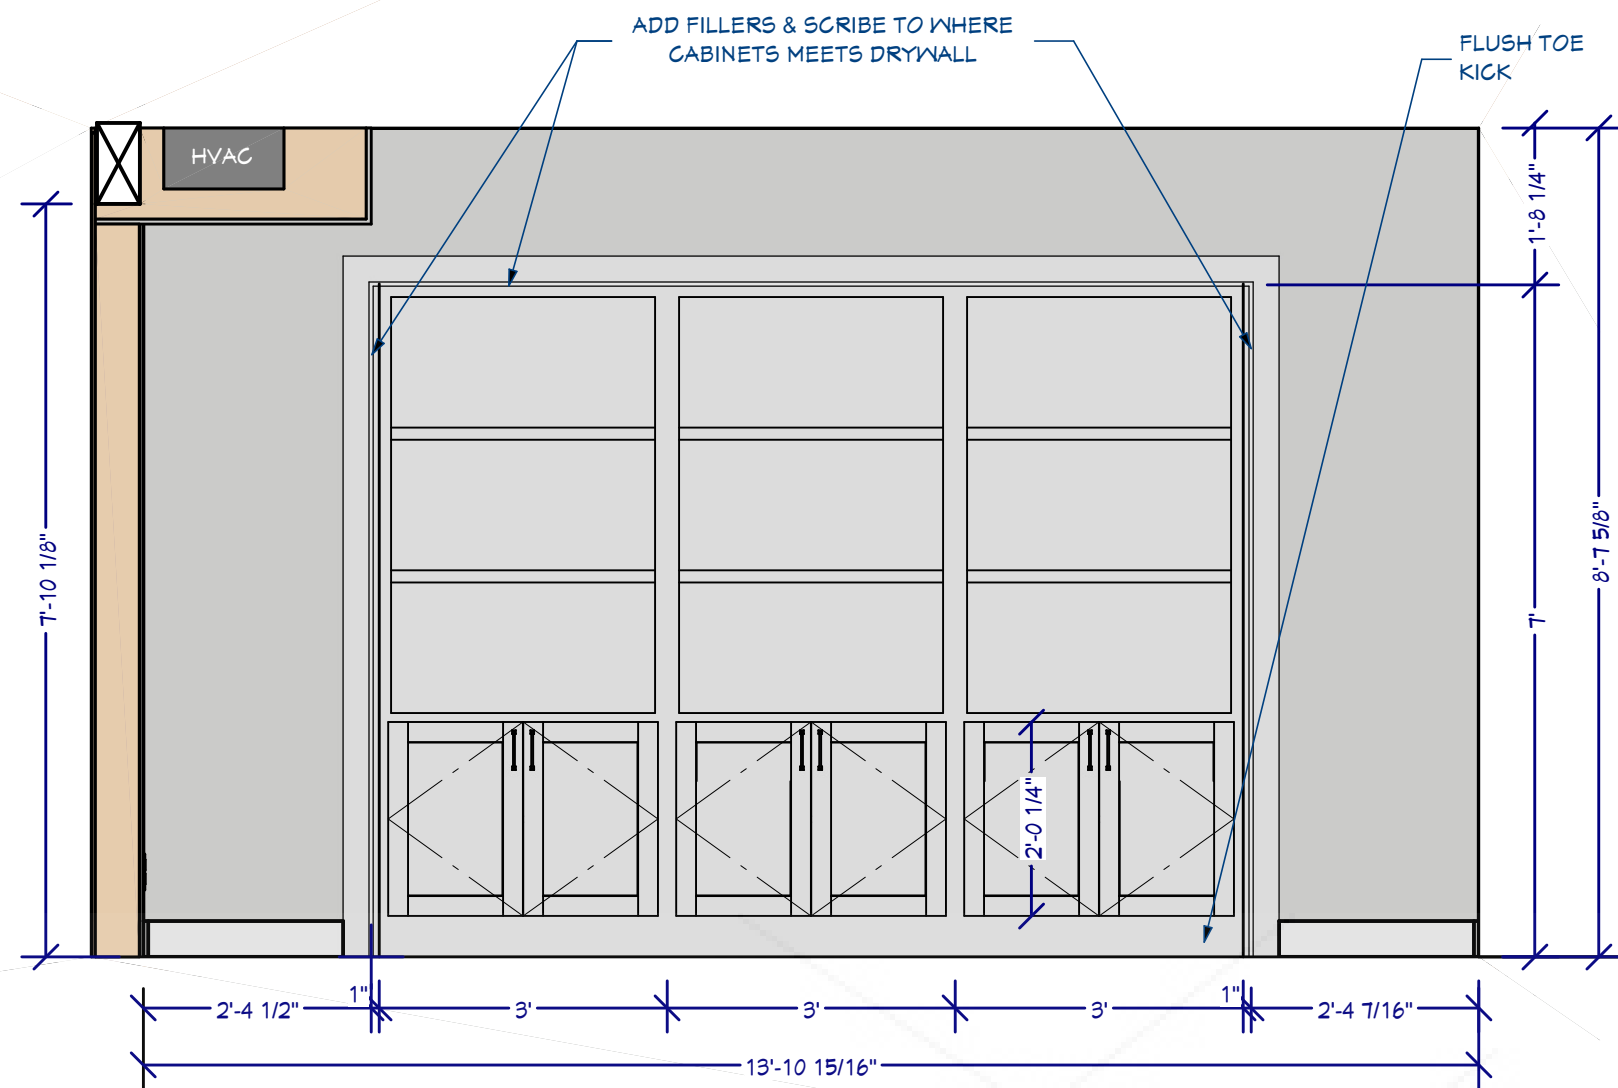 ADD FILLERS & SCRIBE TO WHERE
CABINETS MEETS DRYWALL
FLUSH TOE
KICK
HVAC
1'-8 1/4"
7'-10 1/8"
8'-7 5/8"
7'
2'-0 1/4"
2'-4 1/2"
1"
3'
3'
3'
1"
2'-4 7/16"
13'-10 15/16"